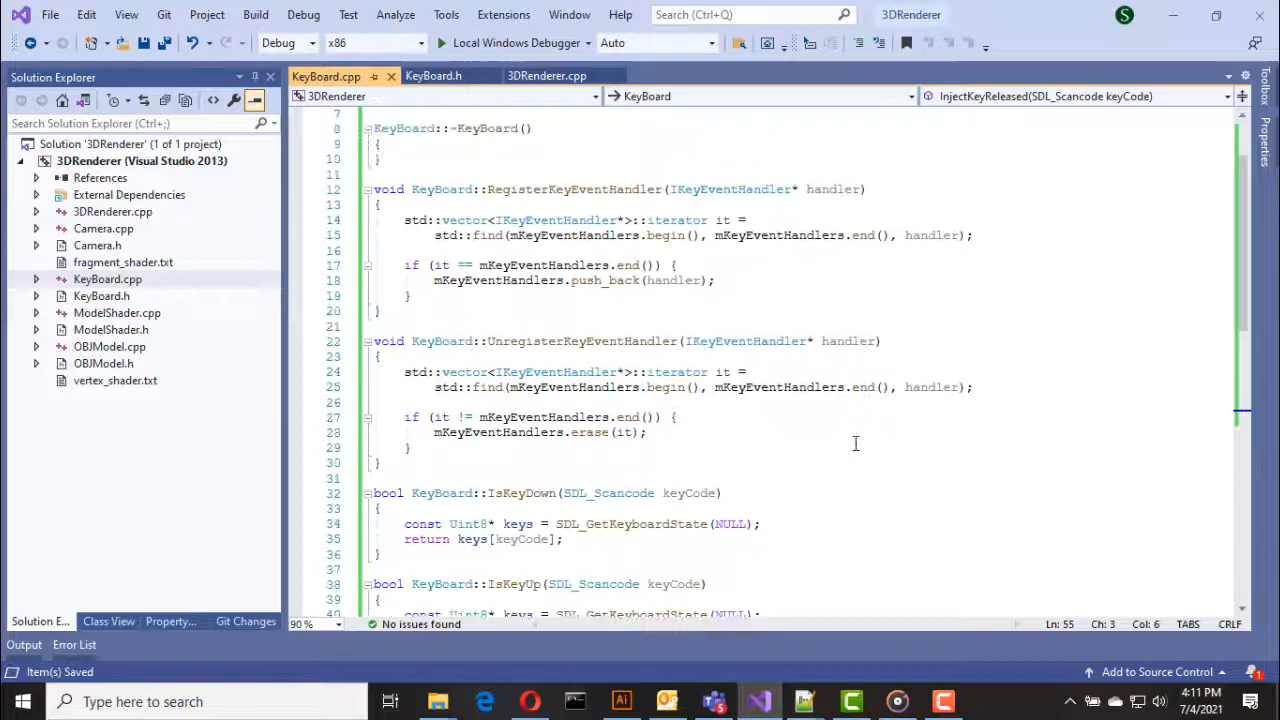 File Edit View Git Project Build Debug Test Analyze Tools Extensions Window Help Search (Ctrl+Q) 3DRenderer S
Debug x86 Local Windows Debugger Auto
Solution Explorer
Search Solution Explorer (Ctrl+;)
Solution '3DRenderer' (1 of 1 project)
3DRenderer (Visual Studio 2013)
References
External Dependencies
3DRenderer.cpp
Camera.cpp
Camera.h
fragment_shader.txt
KeyBoard.cpp
KeyBoard.h
ModelShader.cpp
ModelShader.h
OBJModel.cpp
OBJModel.h
vertex_shader.txt
Solution E... Class View Property... Git Changes
KeyBoard.cpp KeyBoard.h 3DRenderer.cpp
3DRenderer KeyBoard InjectKeyReleased(SDL_Scancode keyCode)
7
8 KeyBoard::~KeyBoard()
9 {
10 }
11
12 void KeyBoard::RegisterKeyEventHandler(IKeyEventHandler* handler)
13 {
14 std::vector<IKeyEventHandler*>::iterator it =
15 std::find(mKeyEventHandlers.begin(), mKeyEventHandlers.end(), handler);
16
17 if (it == mKeyEventHandlers.end()) {
18 mKeyEventHandlers.push_back(handler);
19 }
20 }
21
22 void KeyBoard::UnregisterKeyEventHandler(IKeyEventHandler* handler)
23 {
24 std::vector<IKeyEventHandler*>::iterator it =
25 std::find(mKeyEventHandlers.begin(), mKeyEventHandlers.end(), handler);
26
27 if (it != mKeyEventHandlers.end()) {
28 mKeyEventHandlers.erase(it);
29 }
30 }
31
32 bool KeyBoard::IsKeyDown(SDL_Scancode keyCode)
33 {
34 const Uint8* keys = SDL_GetKeyboardState(NULL);
35 return keys[keyCode];
36 }
37
38 bool KeyBoard::IsKeyUp(SDL_Scancode keyCode)
39 {
40 const Uint8* keys = SDL_GetKeyboardState(NULL);
90 % No issues found Ln: 55 Ch: 3 Col: 6 TABS CRLF
Toolbox
Properties
Output Error List
Item(s) Saved Add to Source Control 1
Type here to search
4:11 PM
7/4/2021